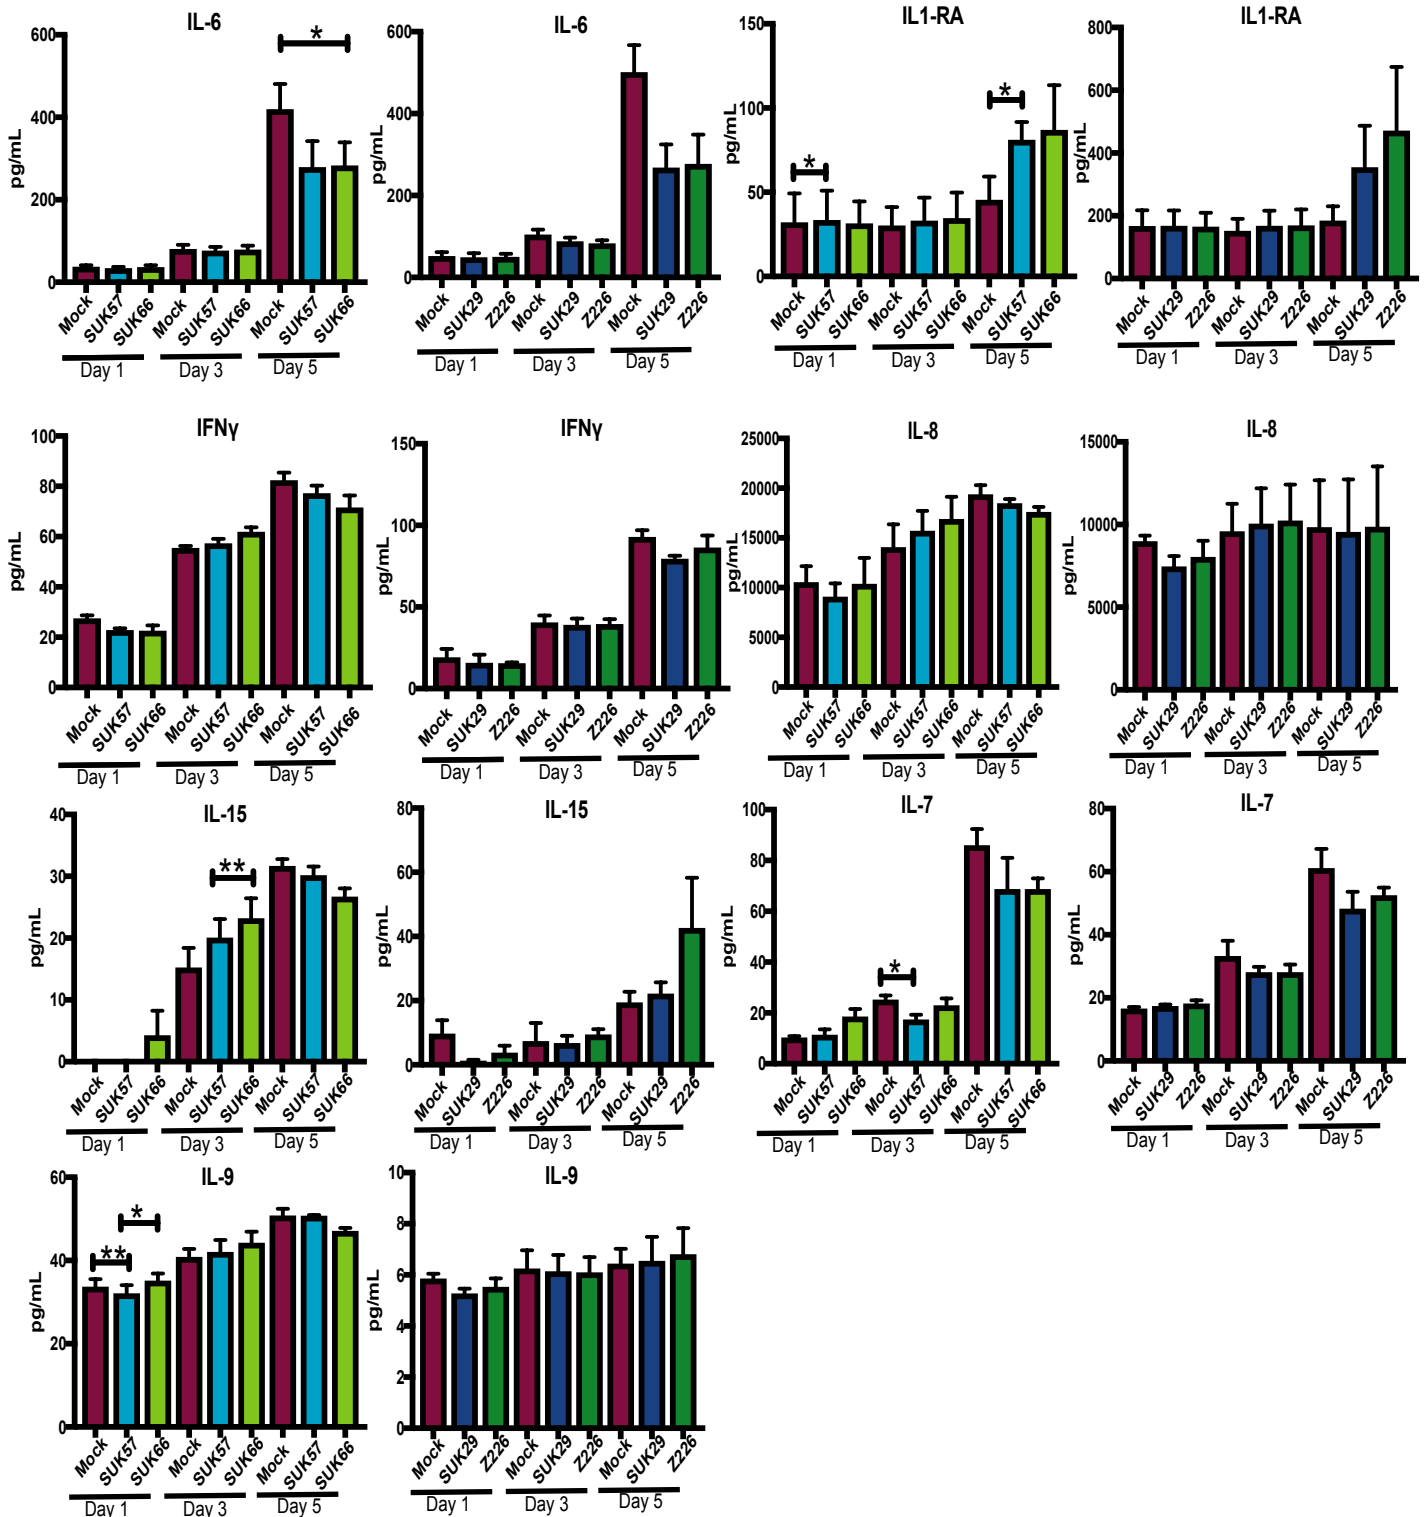 IL-6
pg/mL
600
400
200
0
*
Mock SUK57 SUK66 Mock SUK57 SUK66 Mock SUK57 SUK66
Day 1 Day 3 Day 5
IL-6
pg/mL
600
400
200
0
Mock SUK29 Z226 Mock SUK29 Z226 Mock SUK29 Z226
Day 1 Day 3 Day 5
IL1-RA
pg/mL
150
100
50
0
* *
Mock SUK57 SUK66 Mock SUK57 SUK66 Mock SUK57 SUK66
Day 1 Day 3 Day 5
IL1-RA
pg/mL
800
600
400
200
0
Mock SUK29 Z226 Mock SUK29 Z226 Mock SUK29 Z226
Day 1 Day 3 Day 5
IFNγ
pg/mL
100
80
60
40
20
0
Mock SUK57 SUK66 Mock SUK57 SUK66 Mock SUK57 SUK66
Day 1 Day 3 Day 5
IFNγ
pg/mL
150
100
50
0
Mock SUK29 Z226 Mock SUK29 Z226 Mock SUK29 Z226
Day 1 Day 3 Day 5
IL-8
pg/mL
25000
20000
15000
10000
5000
0
Mock SUK57 SUK66 Mock SUK57 SUK66 Mock SUK57 SUK66
Day 1 Day 3 Day 5
IL-8
pg/mL
15000
10000
5000
0
Mock SUK29 Z226 Mock SUK29 Z226 Mock SUK29 Z226
Day 1 Day 3 Day 5
IL-15
pg/mL
40
30
20
10
0
**
Mock SUK57 SUK66 Mock SUK57 SUK66 Mock SUK57 SUK66
Day 1 Day 3 Day 5
IL-15
pg/mL
80
60
40
20
0
Mock SUK29 Z226 Mock SUK29 Z226 Mock SUK29 Z226
Day 1 Day 3 Day 5
IL-7
pg/mL
100
80
60
40
20
0
*
Mock SUK57 SUK66 Mock SUK57 SUK66 Mock SUK57 SUK66
Day 1 Day 3 Day 5
IL-7
pg/mL
80
60
40
20
0
Mock SUK29 Z226 Mock SUK29 Z226 Mock SUK29 Z226
Day 1 Day 3 Day 5
IL-9
pg/mL
60
40
20
0
** *
Mock SUK57 SUK66 Mock SUK57 SUK66 Mock SUK57 SUK66
Day 1 Day 3 Day 5
IL-9
pg/mL
10
8
6
4
2
0
Mock SUK29 Z226 Mock SUK29 Z226 Mock SUK29 Z226
Day 1 Day 3 Day 5